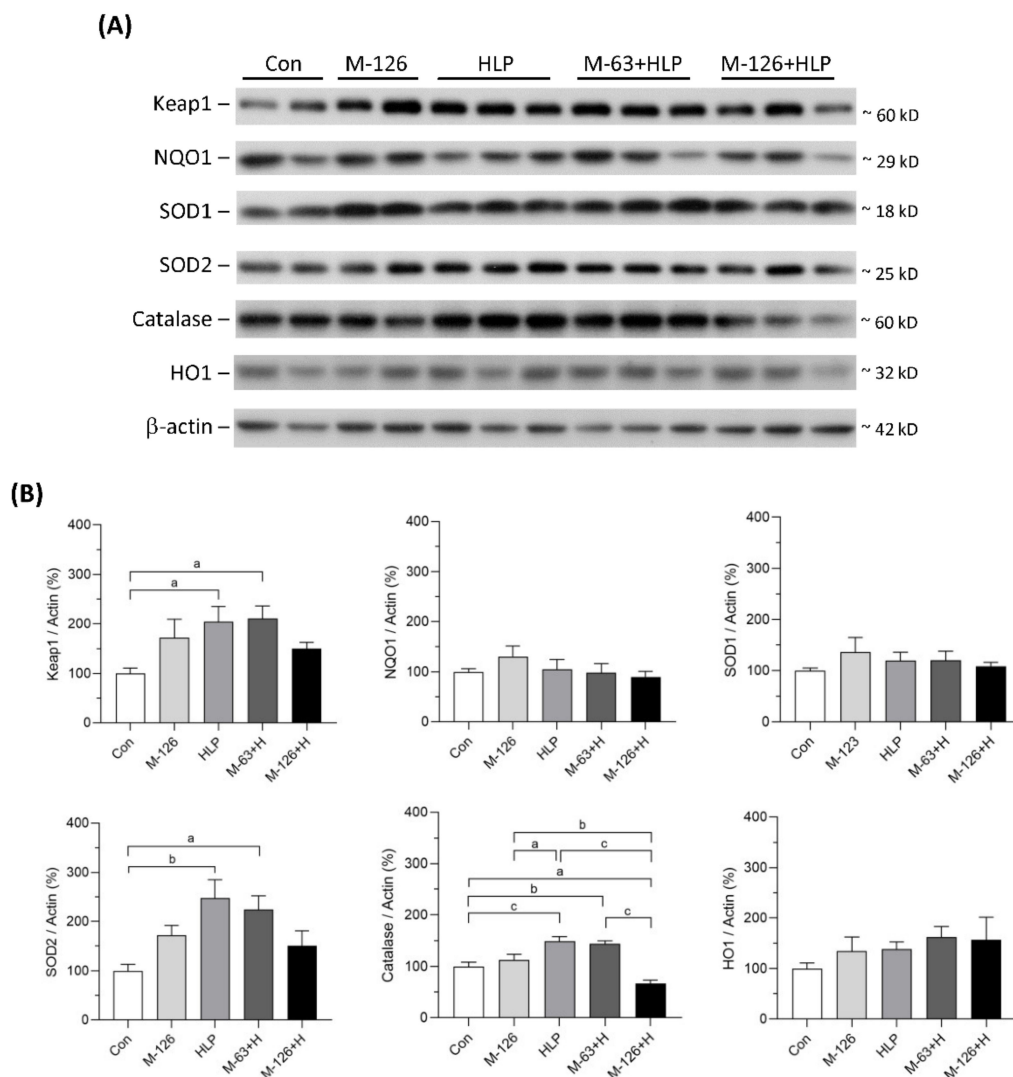 (A)
Con M-126 HLP M-63+HLP M-126+HLP
Keap1 ~ 60 kD
NQO1 ~ 29 kD
SOD1 ~ 18 kD
SOD2 ~ 25 kD
Catalase ~ 60 kD
HO1 ~ 32 kD
β-actin ~ 42 kD
(B)
Keap1 / Actin (%)
400
300
200
100
0
a
a
Con M-126 HLP M-63+H M-126+H
NQO1 / Actin (%)
400
300
200
100
0
Con M-126 HLP M-63+H M-126+H
SOD1 / Actin (%)
400
300
200
100
0
Con M-123 HLP M-63+H M-126+H
SOD2 / Actin (%)
400
300
200
100
0
a
b
Con M-126 HLP M-63+H M-126+H
Catalase / Actin (%)
400
300
200
100
0
b
a c
a
b
c c
Con M-126 HLP M-63+H M-126+H
HO1 / Actin (%)
400
300
200
100
0
Con M-126 HLP M-63+H M-126+H